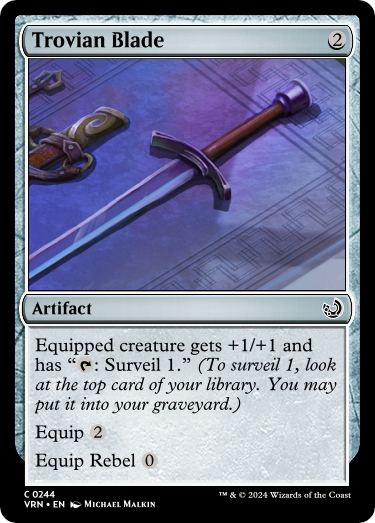 Trovian Blade 2
Artifact
Equipped creature gets +1/+1 and
has “: Surveil 1.” (To surveil 1, look
at the top card of your library. You may
put it into your graveyard.)
Equip 2
Equip Rebel 0
C 0244
VRN • EN Michael Malkin
™ & © 2024 Wizards of the Coast